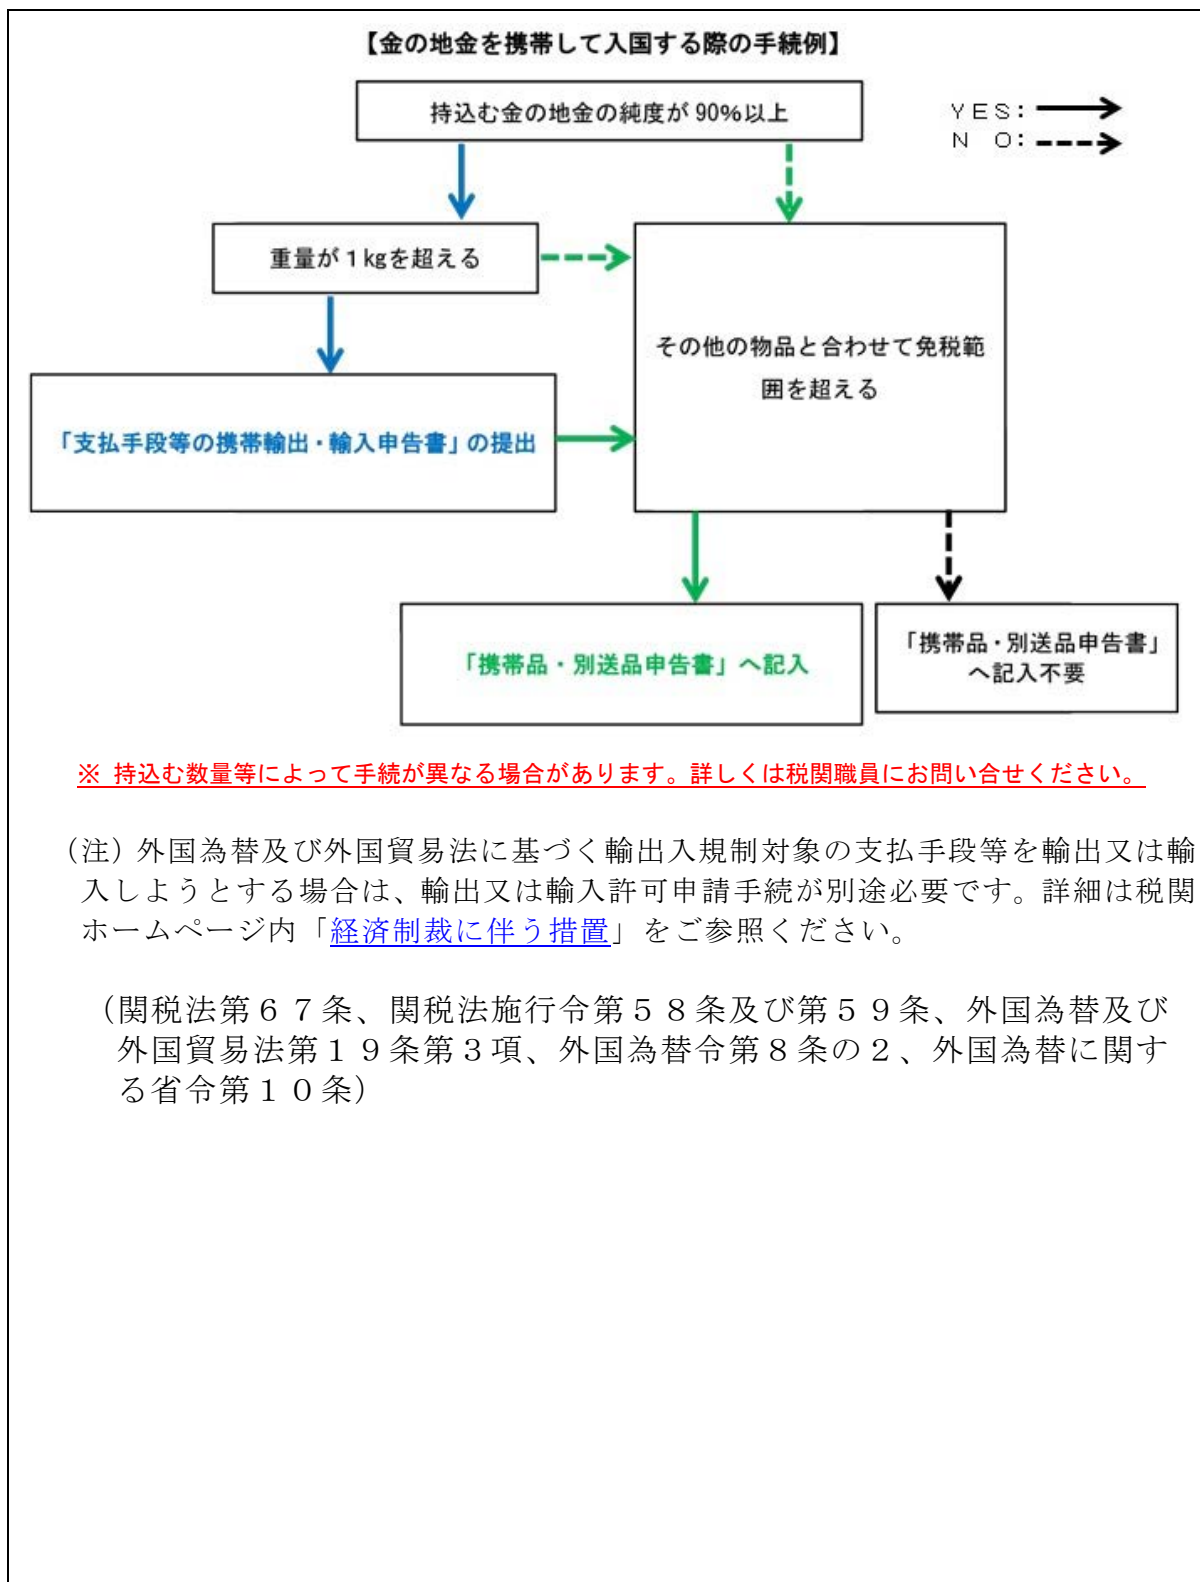 【金の地金を携帯して入国する際の手続例】
持込む金の地金の純度が 90%以上
ＹＥＳ：
Ｎ　Ｏ：
重量が１㎏を超える
その他の物品と合わせて免税範
囲を超える
「支払手段等の携帯輸出・輸入申告書」の提出
「携帯品・別送品申告書」へ記入
「携帯品・別送品申告書」
へ記入不要
※ 持込む数量等によって手続が異なる場合があります。詳しくは税関職員にお問い合せください。
（注）外国為替及び外国貿易法に基づく輸出入規制対象の支払手段等を輸出又は輸
入しようとする場合は、輸出又は輸入許可申請手続が別途必要です。詳細は税関
ホームページ内「経済制裁に伴う措置」をご参照ください。
（関税法第６７条、関税法施行令第５８条及び第５９条、外国為替及び
外国貿易法第１９条第３項、外国為替令第８条の２、外国為替に関す
る省令第１０条）